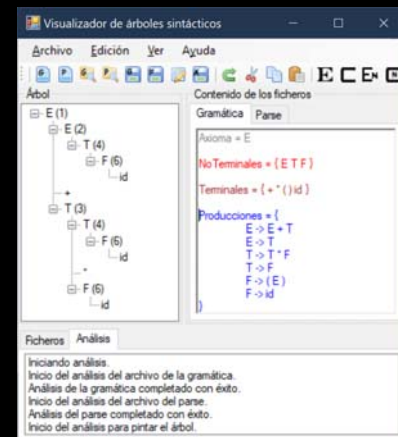 Visualizador de árboles sintácticos
Archivo Edición Ver Ayuda
Árbol
E (1)
E (2)
T (4)
F (6)
id
+
T (3)
T (4)
F (6)
id
*
F (6)
id
Contenido de los ficheros
Gramática Parse
Axioma = E
NoTerminales = { E T F }
Terminales = { + * ( ) id }
Producciones = {
E -> E + T
E -> T
T -> T * F
T -> F
F -> ( E )
F -> id
}
Ficheros Análisis
Iniciando análisis.
Inicio del análisis del archivo de la gramática.
Análisis de la gramática completado con éxito.
Inicio del análisis del archivo del parse.
Análisis del parse completado con éxito.
Inicio del análisis para pintar el árbol.